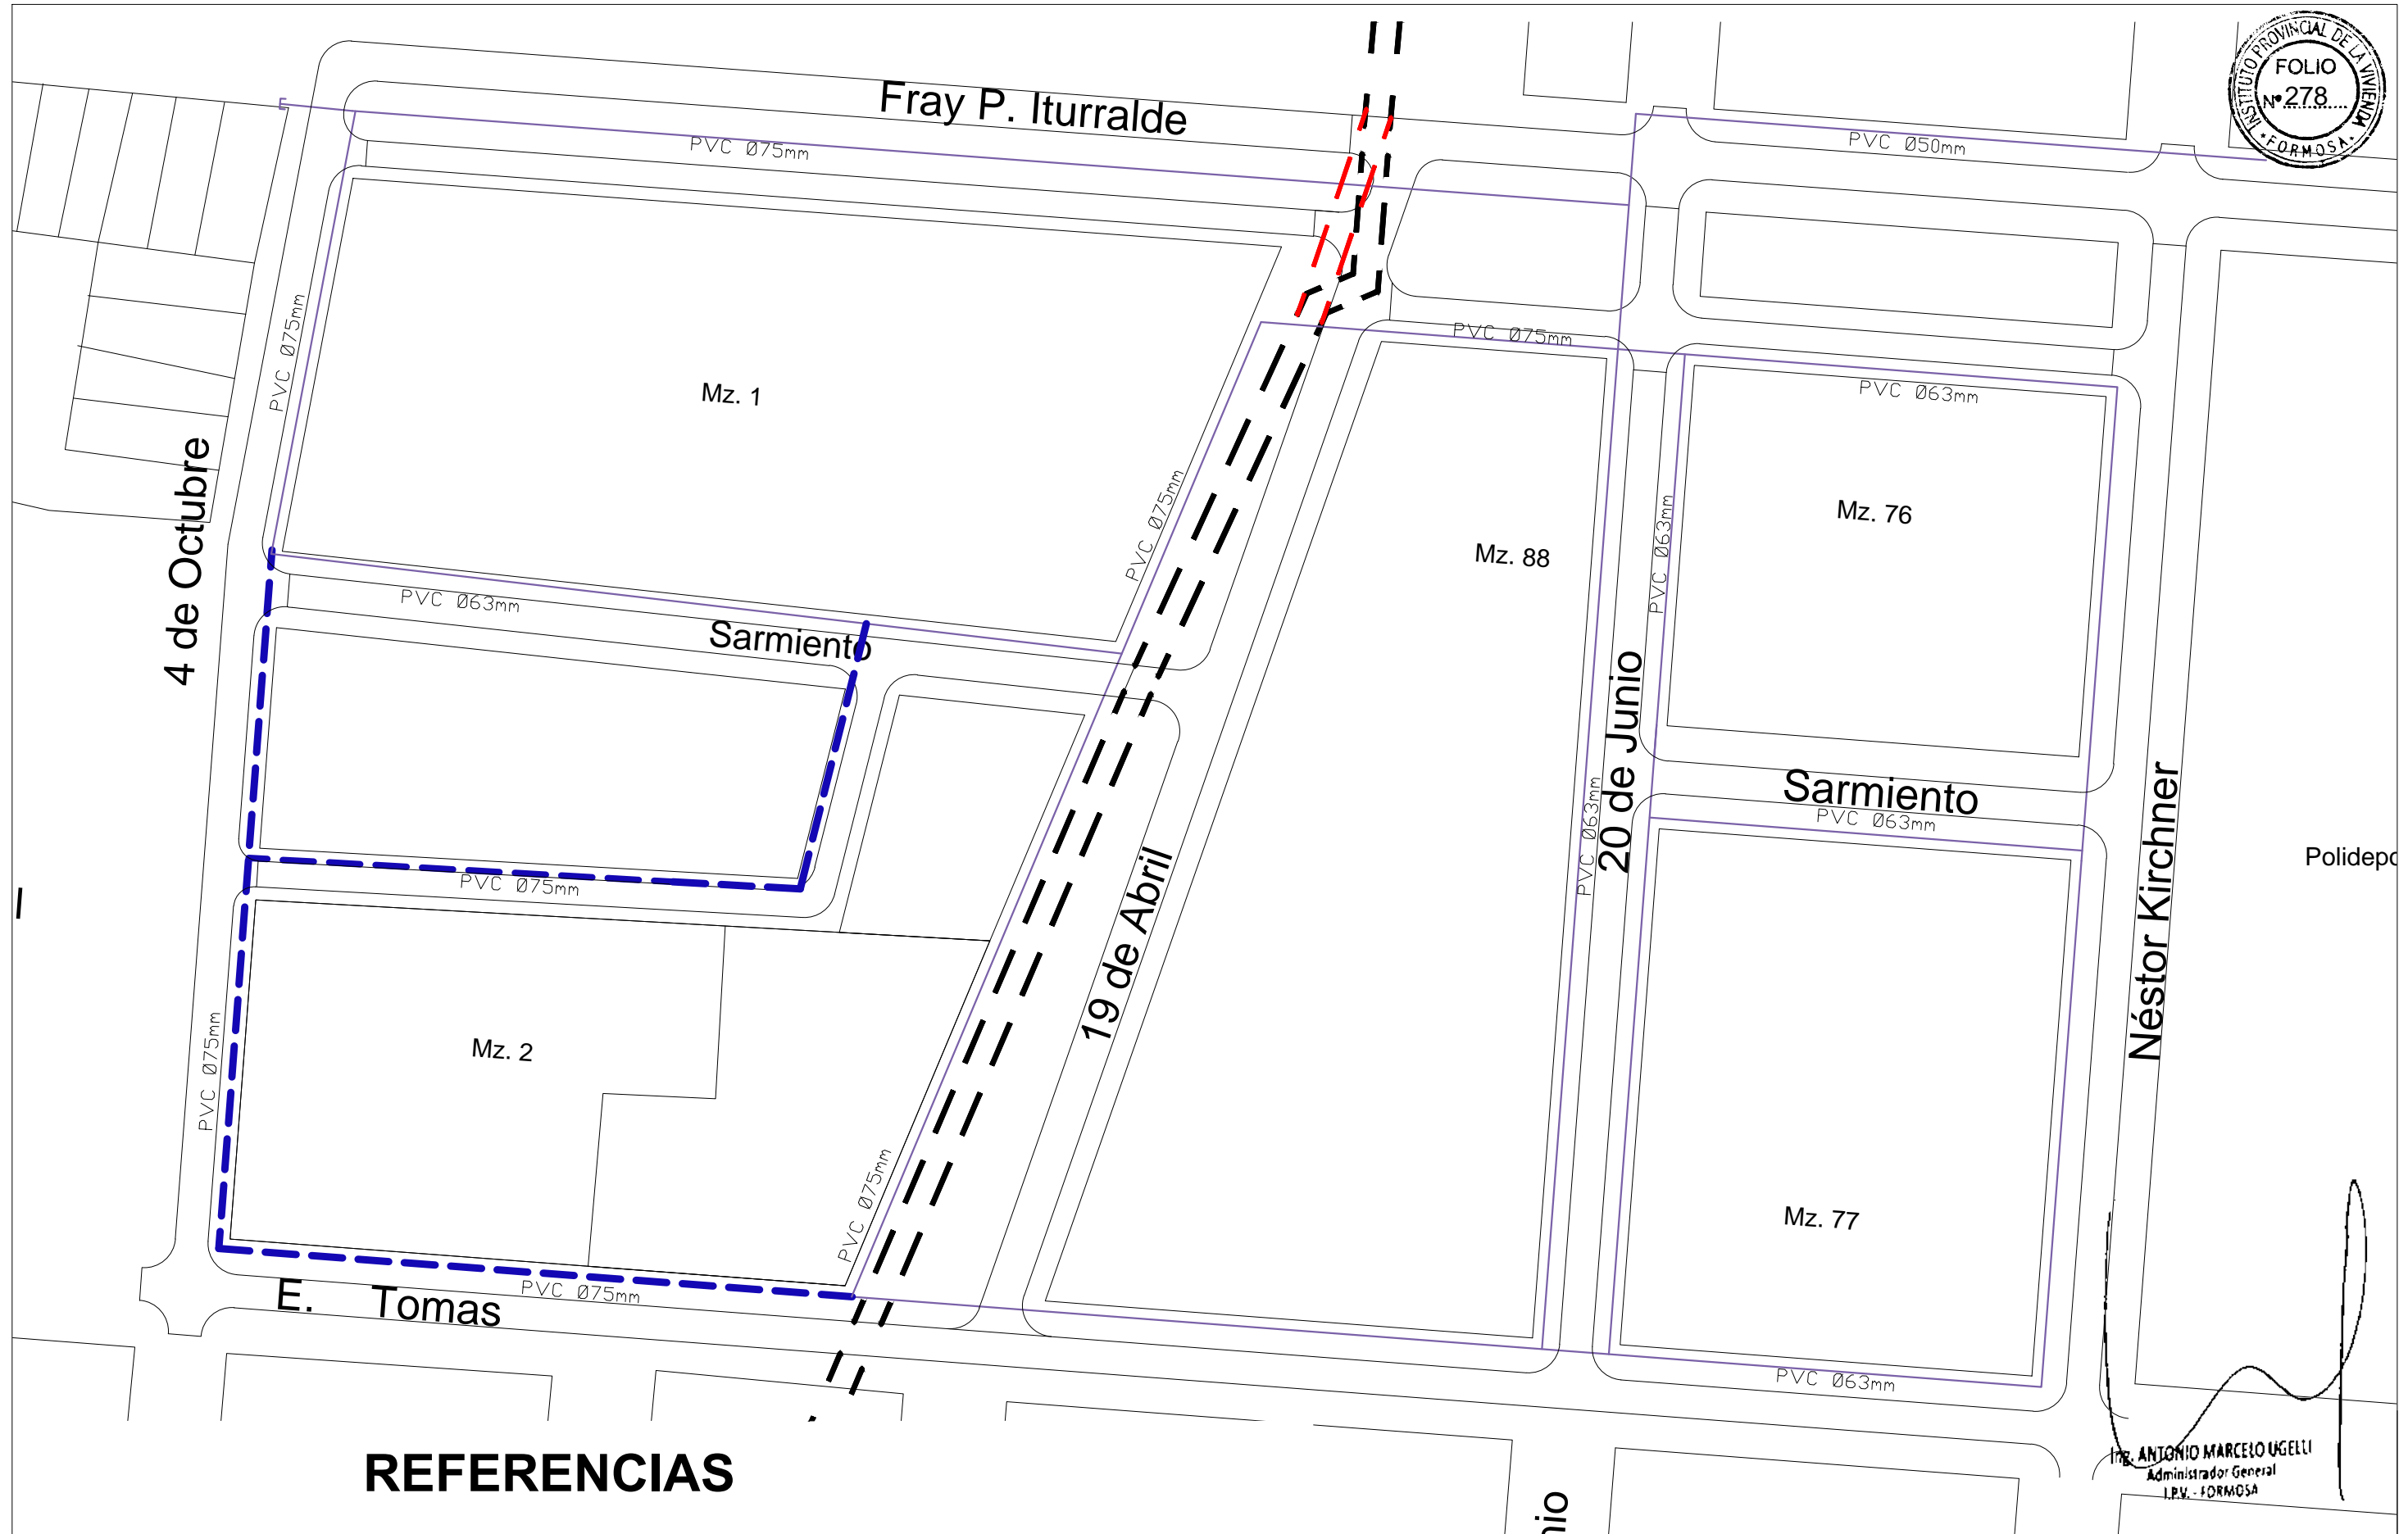 INSTITUTO PROVINCIAL DE LA VIVIENDA
FOLIO
Nº 278
FORMOSA
Fray P. Iturralde
PVC Ø75mm
PVC Ø50mm
PVC Ø75mm
PVC Ø75mm
Mz. 1
PVC Ø63mm
4 de Octubre
PVC Ø75mm
Mz. 76
Mz. 88
PVC Ø63mm
PVC Ø63mm
Sarmiento
20 de Junio
Sarmiento
PVC Ø63mm
PVC Ø63mm
Néstor Kirchner
Polidepo
PVC Ø75mm
l
19 de Abril
PVC Ø75mm
Mz. 2
PVC Ø75mm
Mz. 77
E. Tomas
PVC Ø75mm
PVC Ø63mm
REFERENCIAS
Ing. ANTONIO MARCELO UGELLI
Administrador General
I.P.V. - FORMOSA
nio